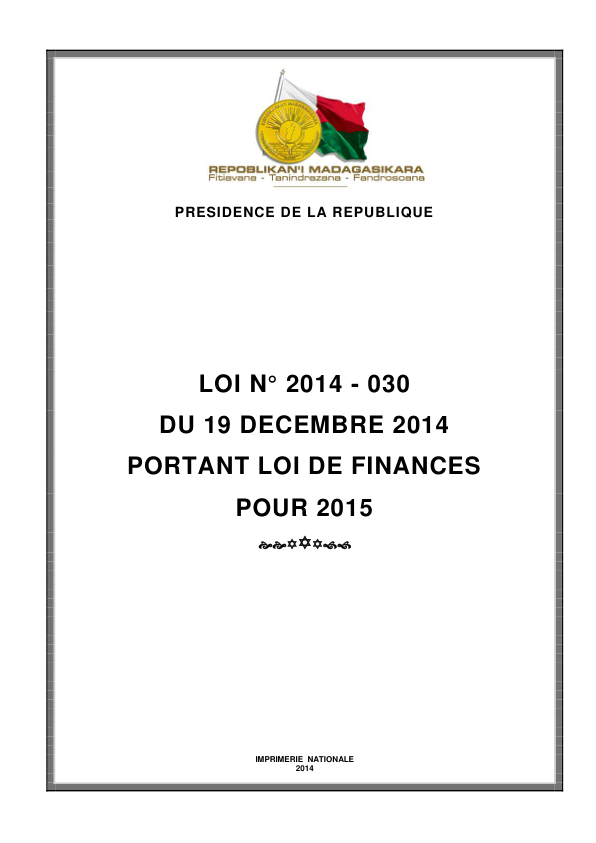 REPOBLIKAN'I MADAGASIKARA
Fitiavana - Tanindrazana - Fandrosoana
PRESIDENCE DE LA REPUBLIQUE
LOI N° 2014 - 030
DU 19 DECEMBRE 2014
PORTANT LOI DE FINANCES
POUR 2015
IMPRIMERIE NATIONALE
2014